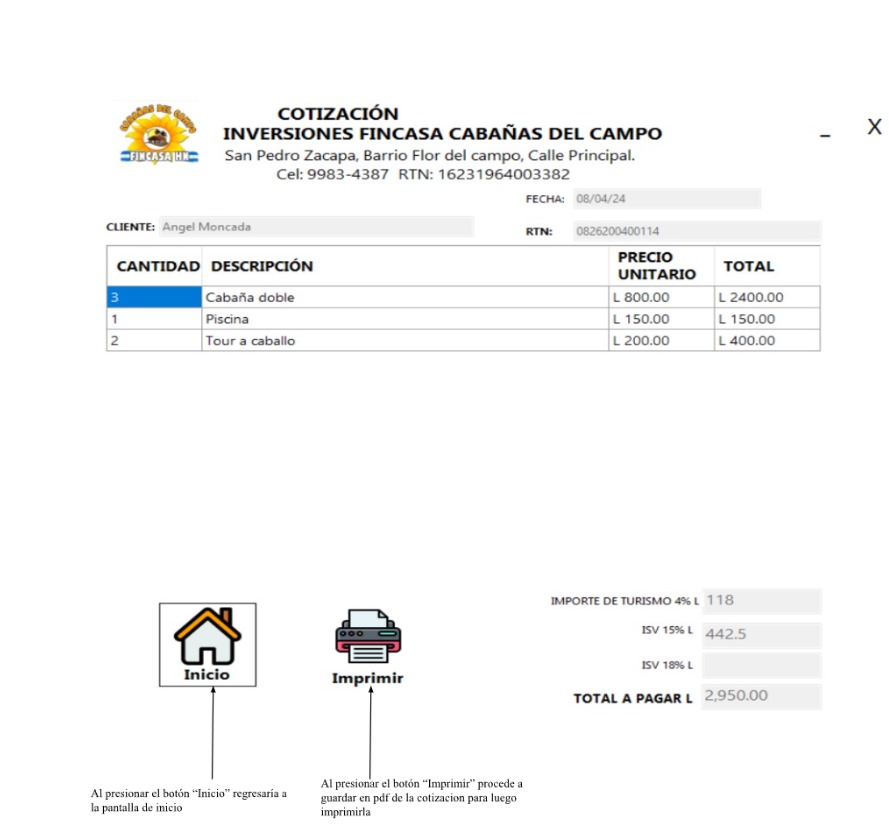 CABAÑAS DEL CAMPO
FINCASA HN
COTIZACIÓN
INVERSIONES FINCASA CABAÑAS DEL CAMPO
San Pedro Zacapa, Barrio Flor del campo, Calle Principal.
Cel: 9983-4387 RTN: 16231964003382
_ X
FECHA: 08/04/24
CLIENTE: Angel Moncada
RTN: 0826200400114
CANTIDAD DESCRIPCIÓN PRECIO UNITARIO TOTAL
3 Cabaña doble L 800.00 L 2400.00
1 Piscina L 150.00 L 150.00
2 Tour a caballo L 200.00 L 400.00
IMPORTE DE TURISMO 4% L 118
ISV 15% L 442.5
ISV 18% L
TOTAL A PAGAR L 2,950.00
Inicio
Imprimir
Al presionar el botón “Inicio” regresaría a
la pantalla de inicio
Al presionar el botón “Imprimir” procede a
guardar en pdf de la cotizacion para luego
imprimirla